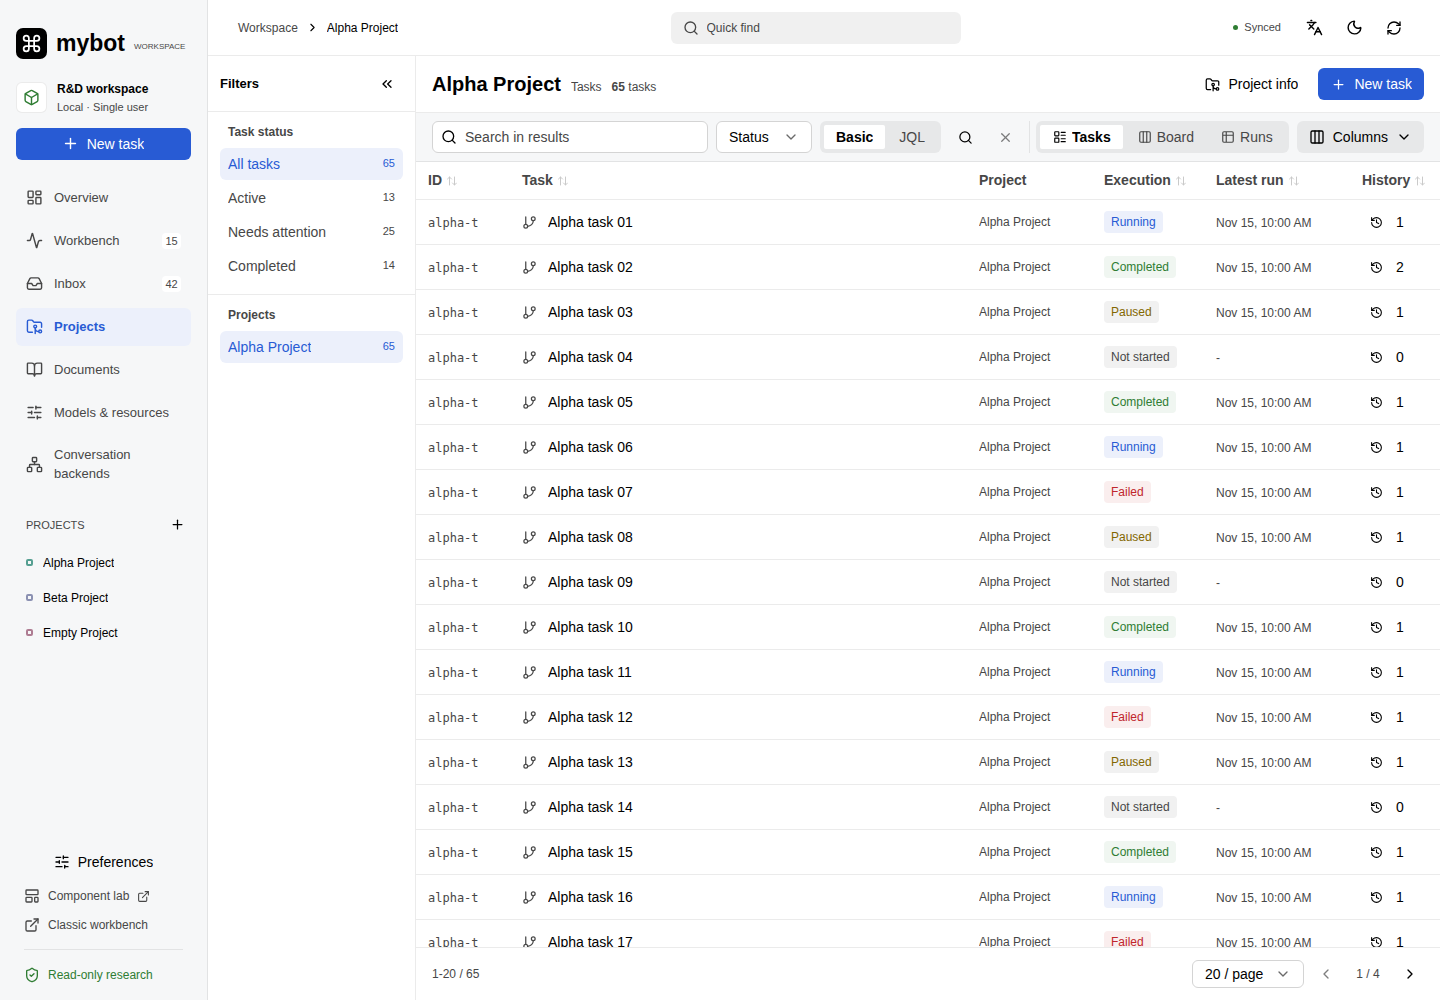 mybot WORKSPACE
R&D workspace
Local · Single user
New task
Overview
Workbench 15
Inbox 42
Projects
Documents
Models & resources
Conversation
backends
PROJECTS
Alpha Project
Beta Project
Empty Project
Preferences
Component lab
Classic workbench
Read-only research
Workspace Alpha Project
Quick find
Synced
Filters
Task status
All tasks 65
Active 13
Needs attention 25
Completed 14
Projects
Alpha Project 65
Alpha Project Tasks 65 tasks
Project info
New task
Search in results
Status
Basic JQL
Tasks Board Runs
Columns
ID Task Project Execution Latest run History
alpha-t Alpha task 01 Alpha Project Running Nov 15, 10:00 AM 1
alpha-t Alpha task 02 Alpha Project Completed Nov 15, 10:00 AM 2
alpha-t Alpha task 03 Alpha Project Paused Nov 15, 10:00 AM 1
alpha-t Alpha task 04 Alpha Project Not started - 0
alpha-t Alpha task 05 Alpha Project Completed Nov 15, 10:00 AM 1
alpha-t Alpha task 06 Alpha Project Running Nov 15, 10:00 AM 1
alpha-t Alpha task 07 Alpha Project Failed Nov 15, 10:00 AM 1
alpha-t Alpha task 08 Alpha Project Paused Nov 15, 10:00 AM 1
alpha-t Alpha task 09 Alpha Project Not started - 0
alpha-t Alpha task 10 Alpha Project Completed Nov 15, 10:00 AM 1
alpha-t Alpha task 11 Alpha Project Running Nov 15, 10:00 AM 1
alpha-t Alpha task 12 Alpha Project Failed Nov 15, 10:00 AM 1
alpha-t Alpha task 13 Alpha Project Paused Nov 15, 10:00 AM 1
alpha-t Alpha task 14 Alpha Project Not started - 0
alpha-t Alpha task 15 Alpha Project Completed Nov 15, 10:00 AM 1
alpha-t Alpha task 16 Alpha Project Running Nov 15, 10:00 AM 1
alpha-t Alpha task 17 Alpha Project Failed Nov 15, 10:00 AM 1
1-20 / 65
20 / page
1 / 4